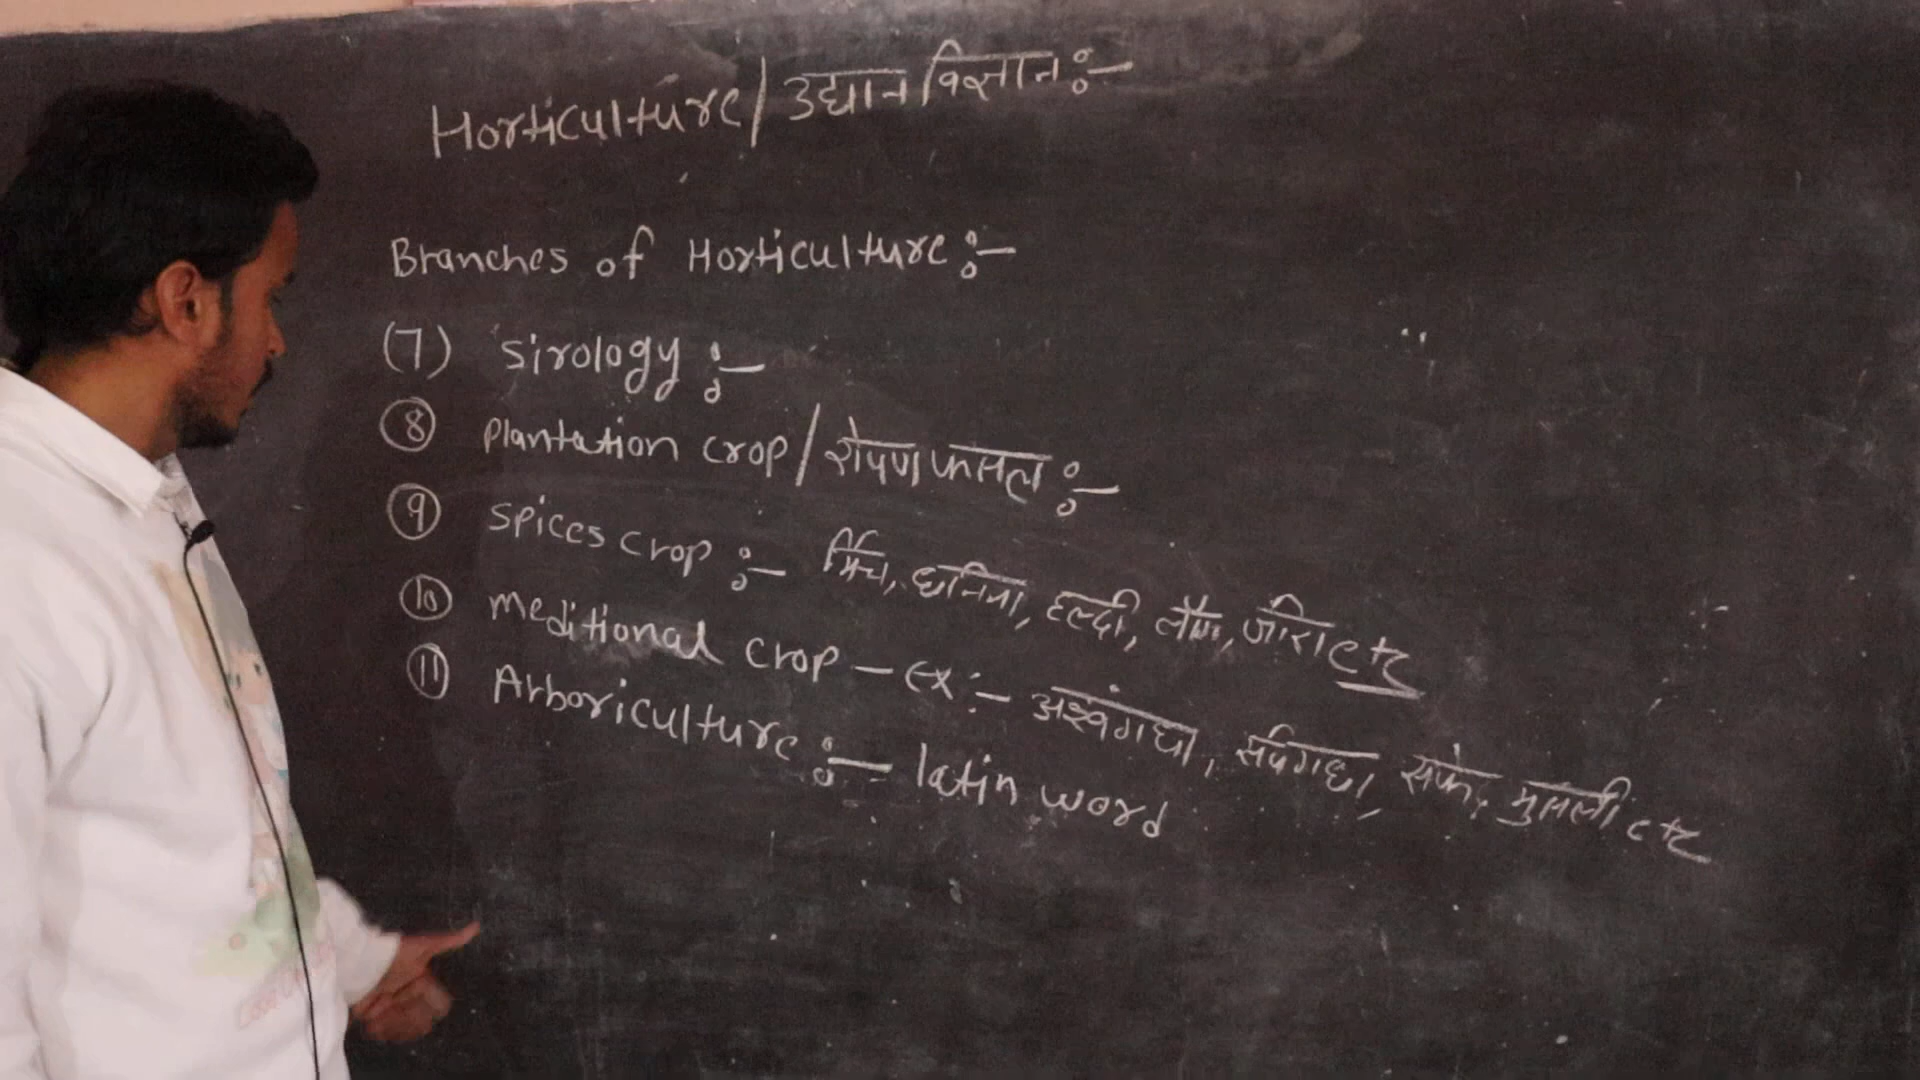 Horticulture/उद्यान विज्ञान :-
Branches of Horticulture :-
(7) Sirology :-
(8) Plantation crop/रोपण फसल :-
(9) Spices crop :- मिर्च, धनिया, हल्दी, लौंग, जीरा etc
(10) Meditional crop - Ex :- अश्वगंधा, सर्पगंधा, सफेद मुसली etc
(11) Arboriculture :- latin word